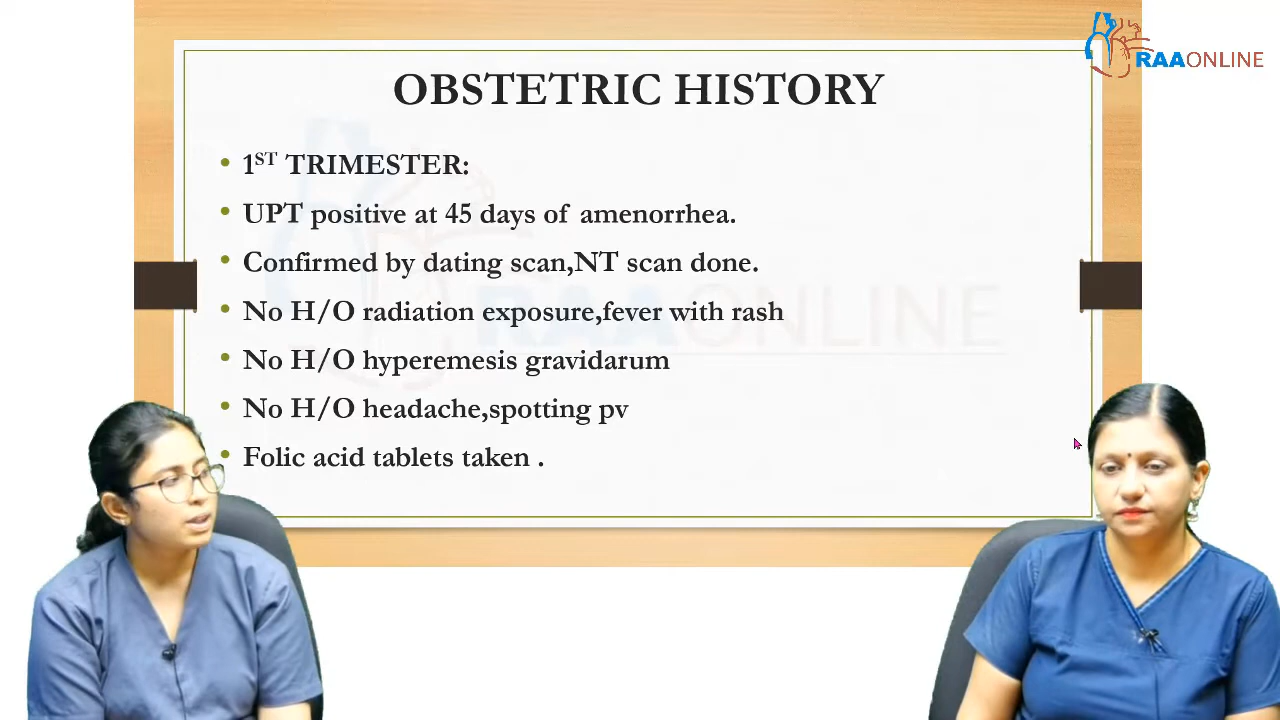 RAAONLINE
OBSTETRIC HISTORY
• 1ST TRIMESTER:
• UPT positive at 45 days of amenorrhea.
• Confirmed by dating scan,NT scan done.
• No H/O radiation exposure,fever with rash
• No H/O hyperemesis gravidarum
• No H/O headache,spotting pv
• Folic acid tablets taken .
RAAONLINE